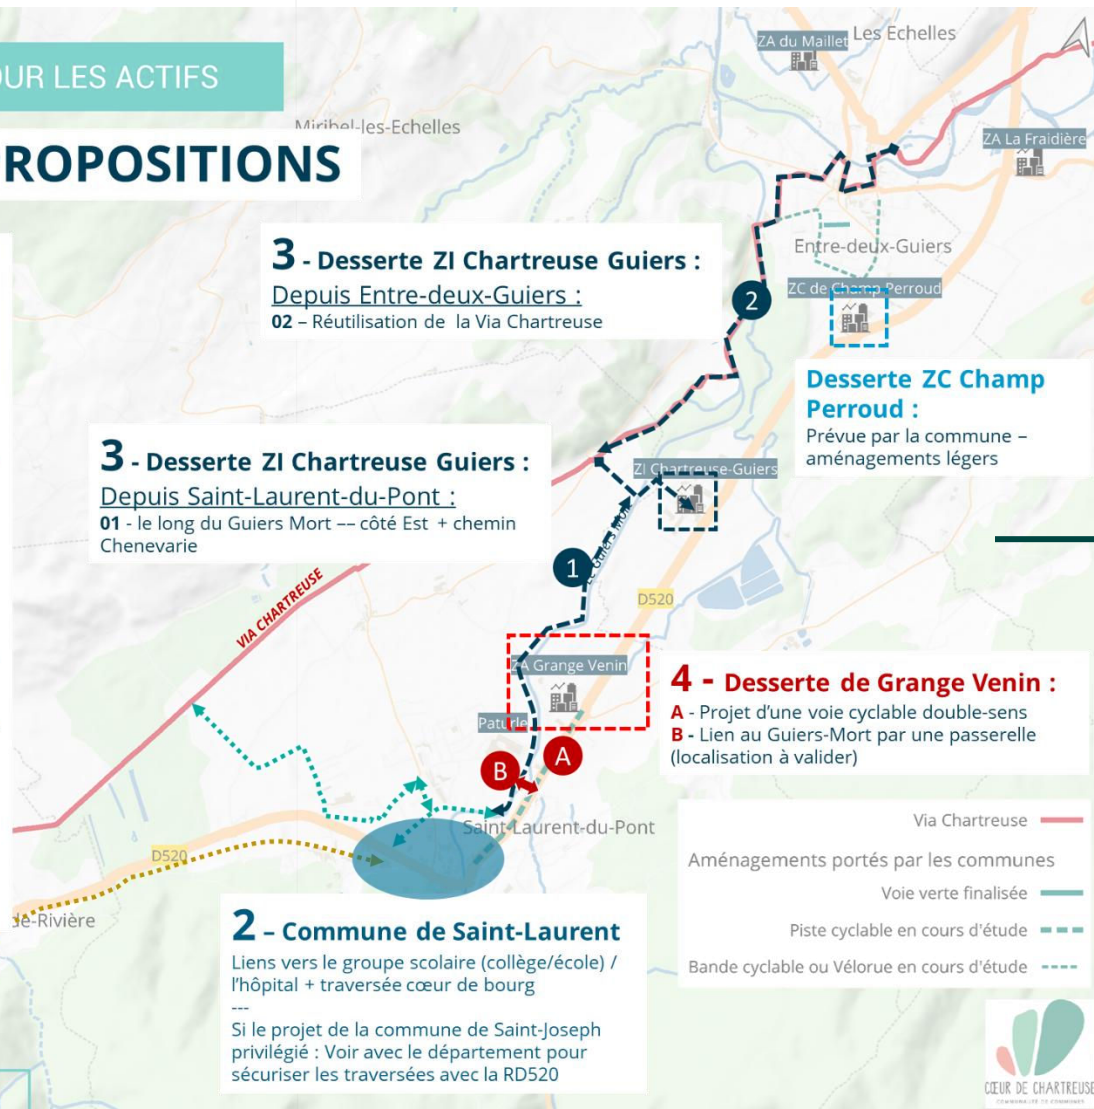 OUR LES ACTIFS
ROPOSITIONS
Miribel-les-Echelles
ZA du Maillet
Les Echelles
ZA La Fraidière
Entre-deux-Guiers
ZC de Champ Perroud
3 - Desserte ZI Chartreuse Guiers :
Depuis Entre-deux-Guiers :
02 – Réutilisation de la Via Chartreuse
2
Desserte ZC Champ
Perroud :
Prévue par la commune –
aménagements légers
3 - Desserte ZI Chartreuse Guiers :
Depuis Saint-Laurent-du-Pont :
01 - le long du Guiers Mort –– côté Est + chemin
Chenevarie
ZI Chartreuse-Guiers
Guiers Mort
1
D520
VIA CHARTREUSE
ZA Grange Venin
Paturle
4 - Desserte de Grange Venin :
A - Projet d'une voie cyclable double-sens
B - Lien au Guiers-Mort par une passerelle
(localisation à valider)
A
B
Saint-Laurent-du-Pont
D520
de-Rivière
2 – Commune de Saint-Laurent
Liens vers le groupe scolaire (collège/école) /
l'hôpital + traversée cœur de bourg
---
Si le projet de la commune de Saint-Joseph
privilégié : Voir avec le département pour
sécuriser les traversées avec la RD520
Via Chartreuse
Aménagements portés par les communes
Voie verte finalisée
Piste cyclable en cours d'étude
Bande cyclable ou Vélorue en cours d'étude
CŒUR DE CHARTREUSE
COMMUNAUTÉ DE COMMUNES